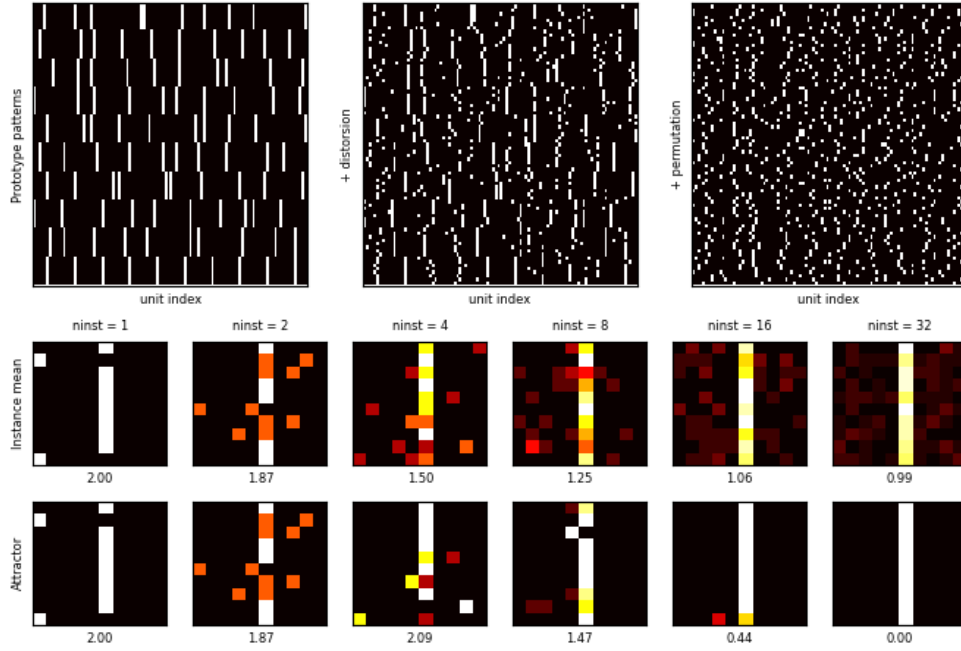 Prototype patterns
+ distorsion
+ permutation
unit index
unit index
unit index
ninst = 1
ninst = 2
ninst = 4
ninst = 8
ninst = 16
ninst = 32
Instance mean
2.00
1.87
1.50
1.25
1.06
0.99
Attractor
2.00
1.87
2.09
1.47
0.44
0.00